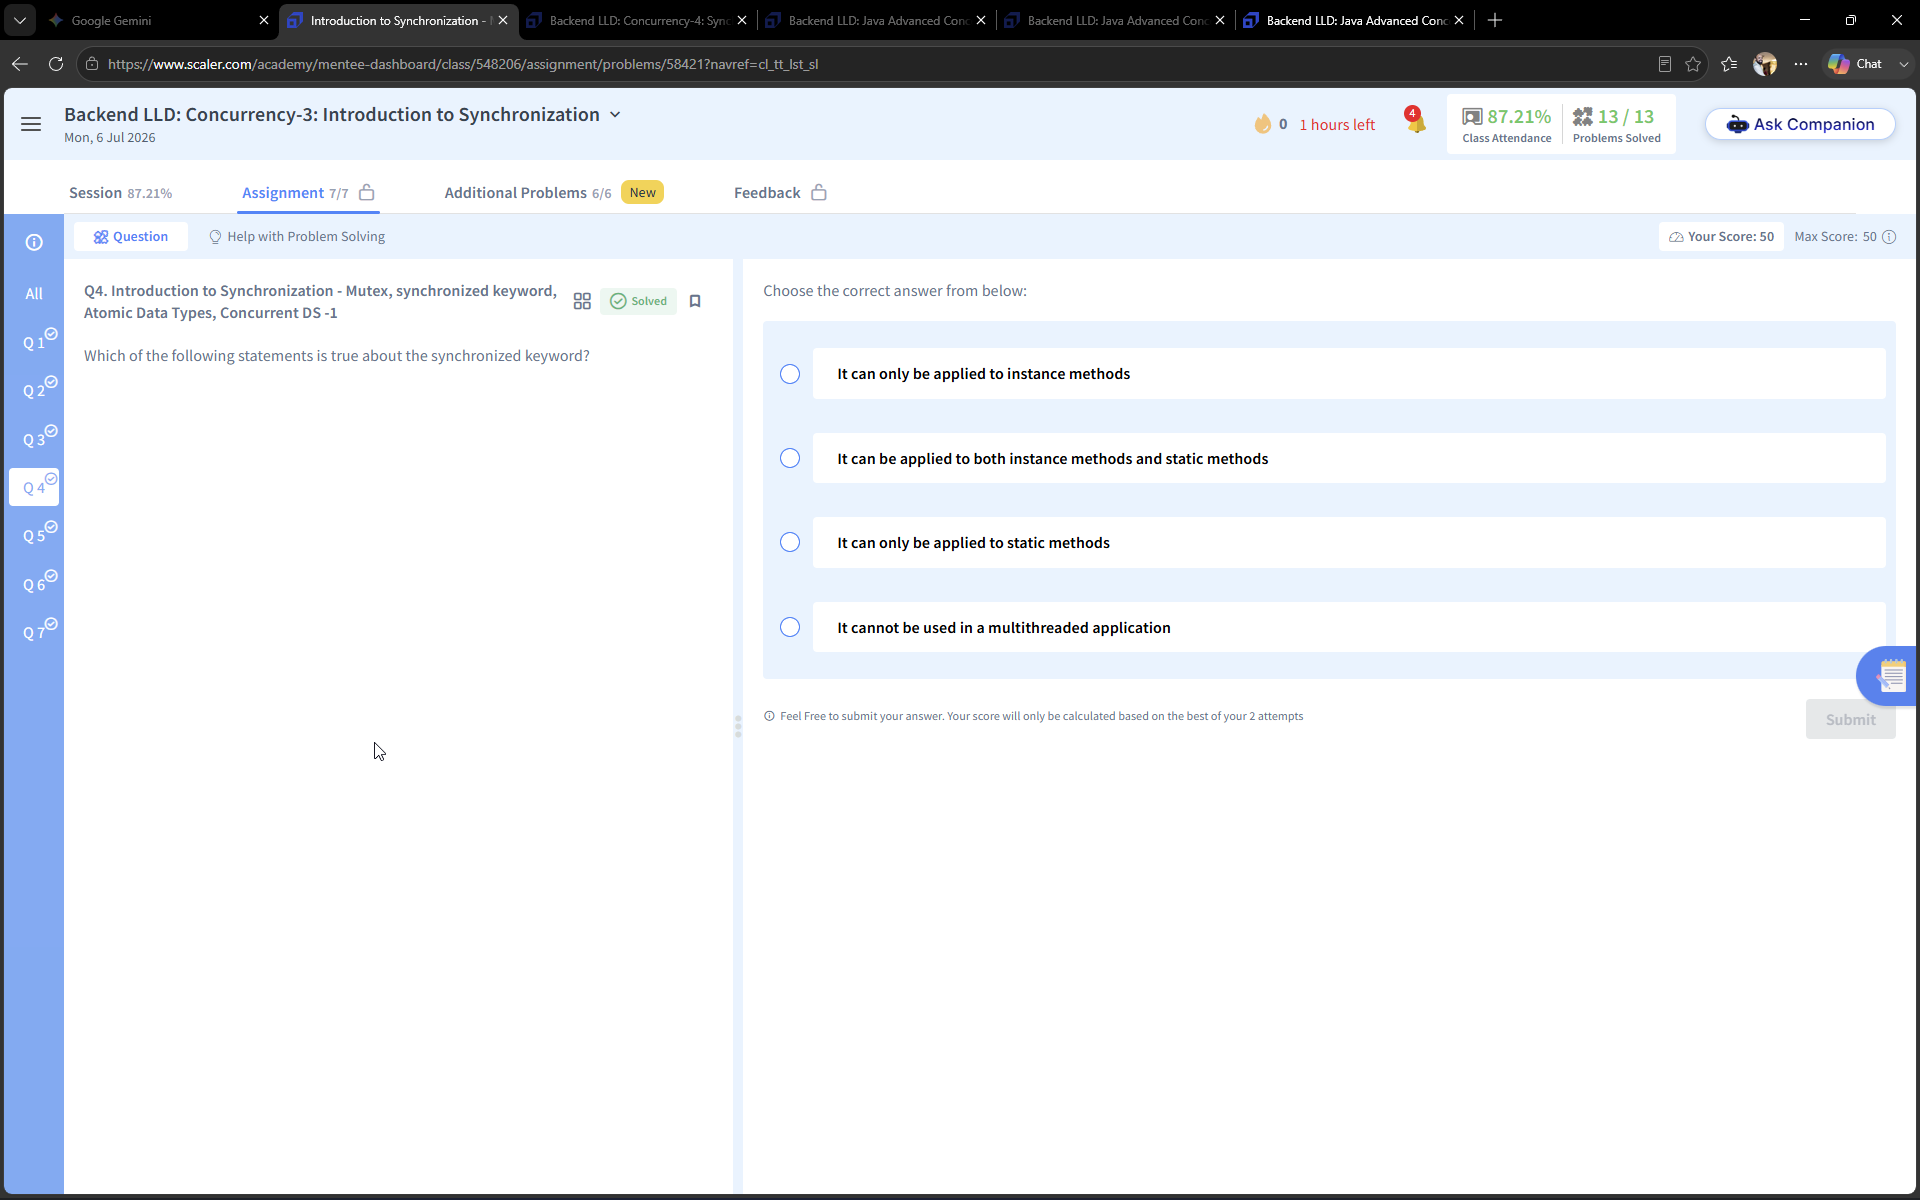 Google Gemini
Introduction to Synchronization -
Backend LLD: Concurrency-4: Sync
Backend LLD: Java Advanced Conc
Backend LLD: Java Advanced Conc
Backend LLD: Java Advanced Conc
https://www.scaler.com/academy/mentee-dashboard/class/548206/assignment/problems/58421?navref=cl_tt_lst_sl
Chat
Backend LLD: Concurrency-3: Introduction to Synchronization
Mon, 6 Jul 2026
0 1 hours left
4
87.21%
Class Attendance
13 / 13
Problems Solved
Ask Companion
Session 87.21%
Assignment 7/7
Additional Problems 6/6 New
Feedback
Question
Help with Problem Solving
Your Score: 50
Max Score: 50
All
Q 1
Q 2
Q 3
Q 4
Q 5
Q 6
Q 7
Q4. Introduction to Synchronization - Mutex, synchronized keyword,
Atomic Data Types, Concurrent DS -1
Solved
Which of the following statements is true about the synchronized keyword?
Choose the correct answer from below:
It can only be applied to instance methods
It can be applied to both instance methods and static methods
It can only be applied to static methods
It cannot be used in a multithreaded application
Feel Free to submit your answer. Your score will only be calculated based on the best of your 2 attempts
Submit